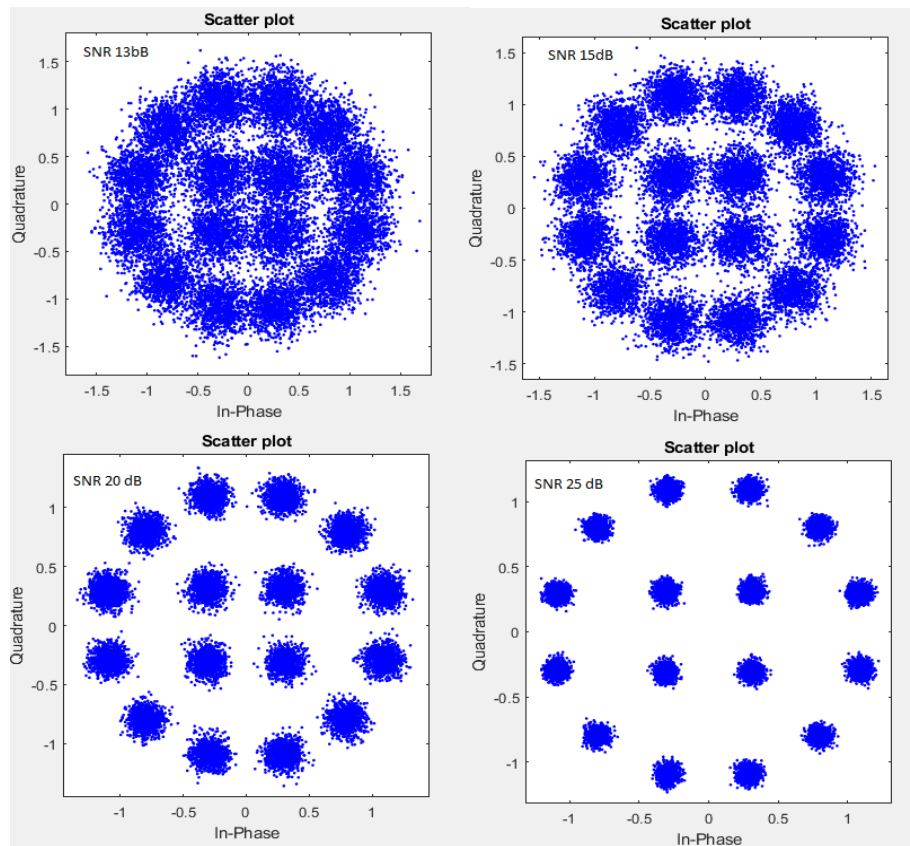 Scatter plot
SNR 13bB
1.5
1
0.5
0
-0.5
-1
-1.5
Quadrature
-1.5 -1 -0.5 0 0.5 1 1.5
In-Phase
Scatter plot
SNR 15dB
1.5
1
0.5
0
-0.5
-1
-1.5
Quadrature
-1.5 -1 -0.5 0 0.5 1 1.5
In-Phase
Scatter plot
SNR 20 dB
1
0.5
0
-0.5
-1
Quadrature
-1 -0.5 0 0.5 1
In-Phase
Scatter plot
SNR 25 dB
1
0.5
0
-0.5
-1
Quadrature
-1 -0.5 0 0.5 1
In-Phase